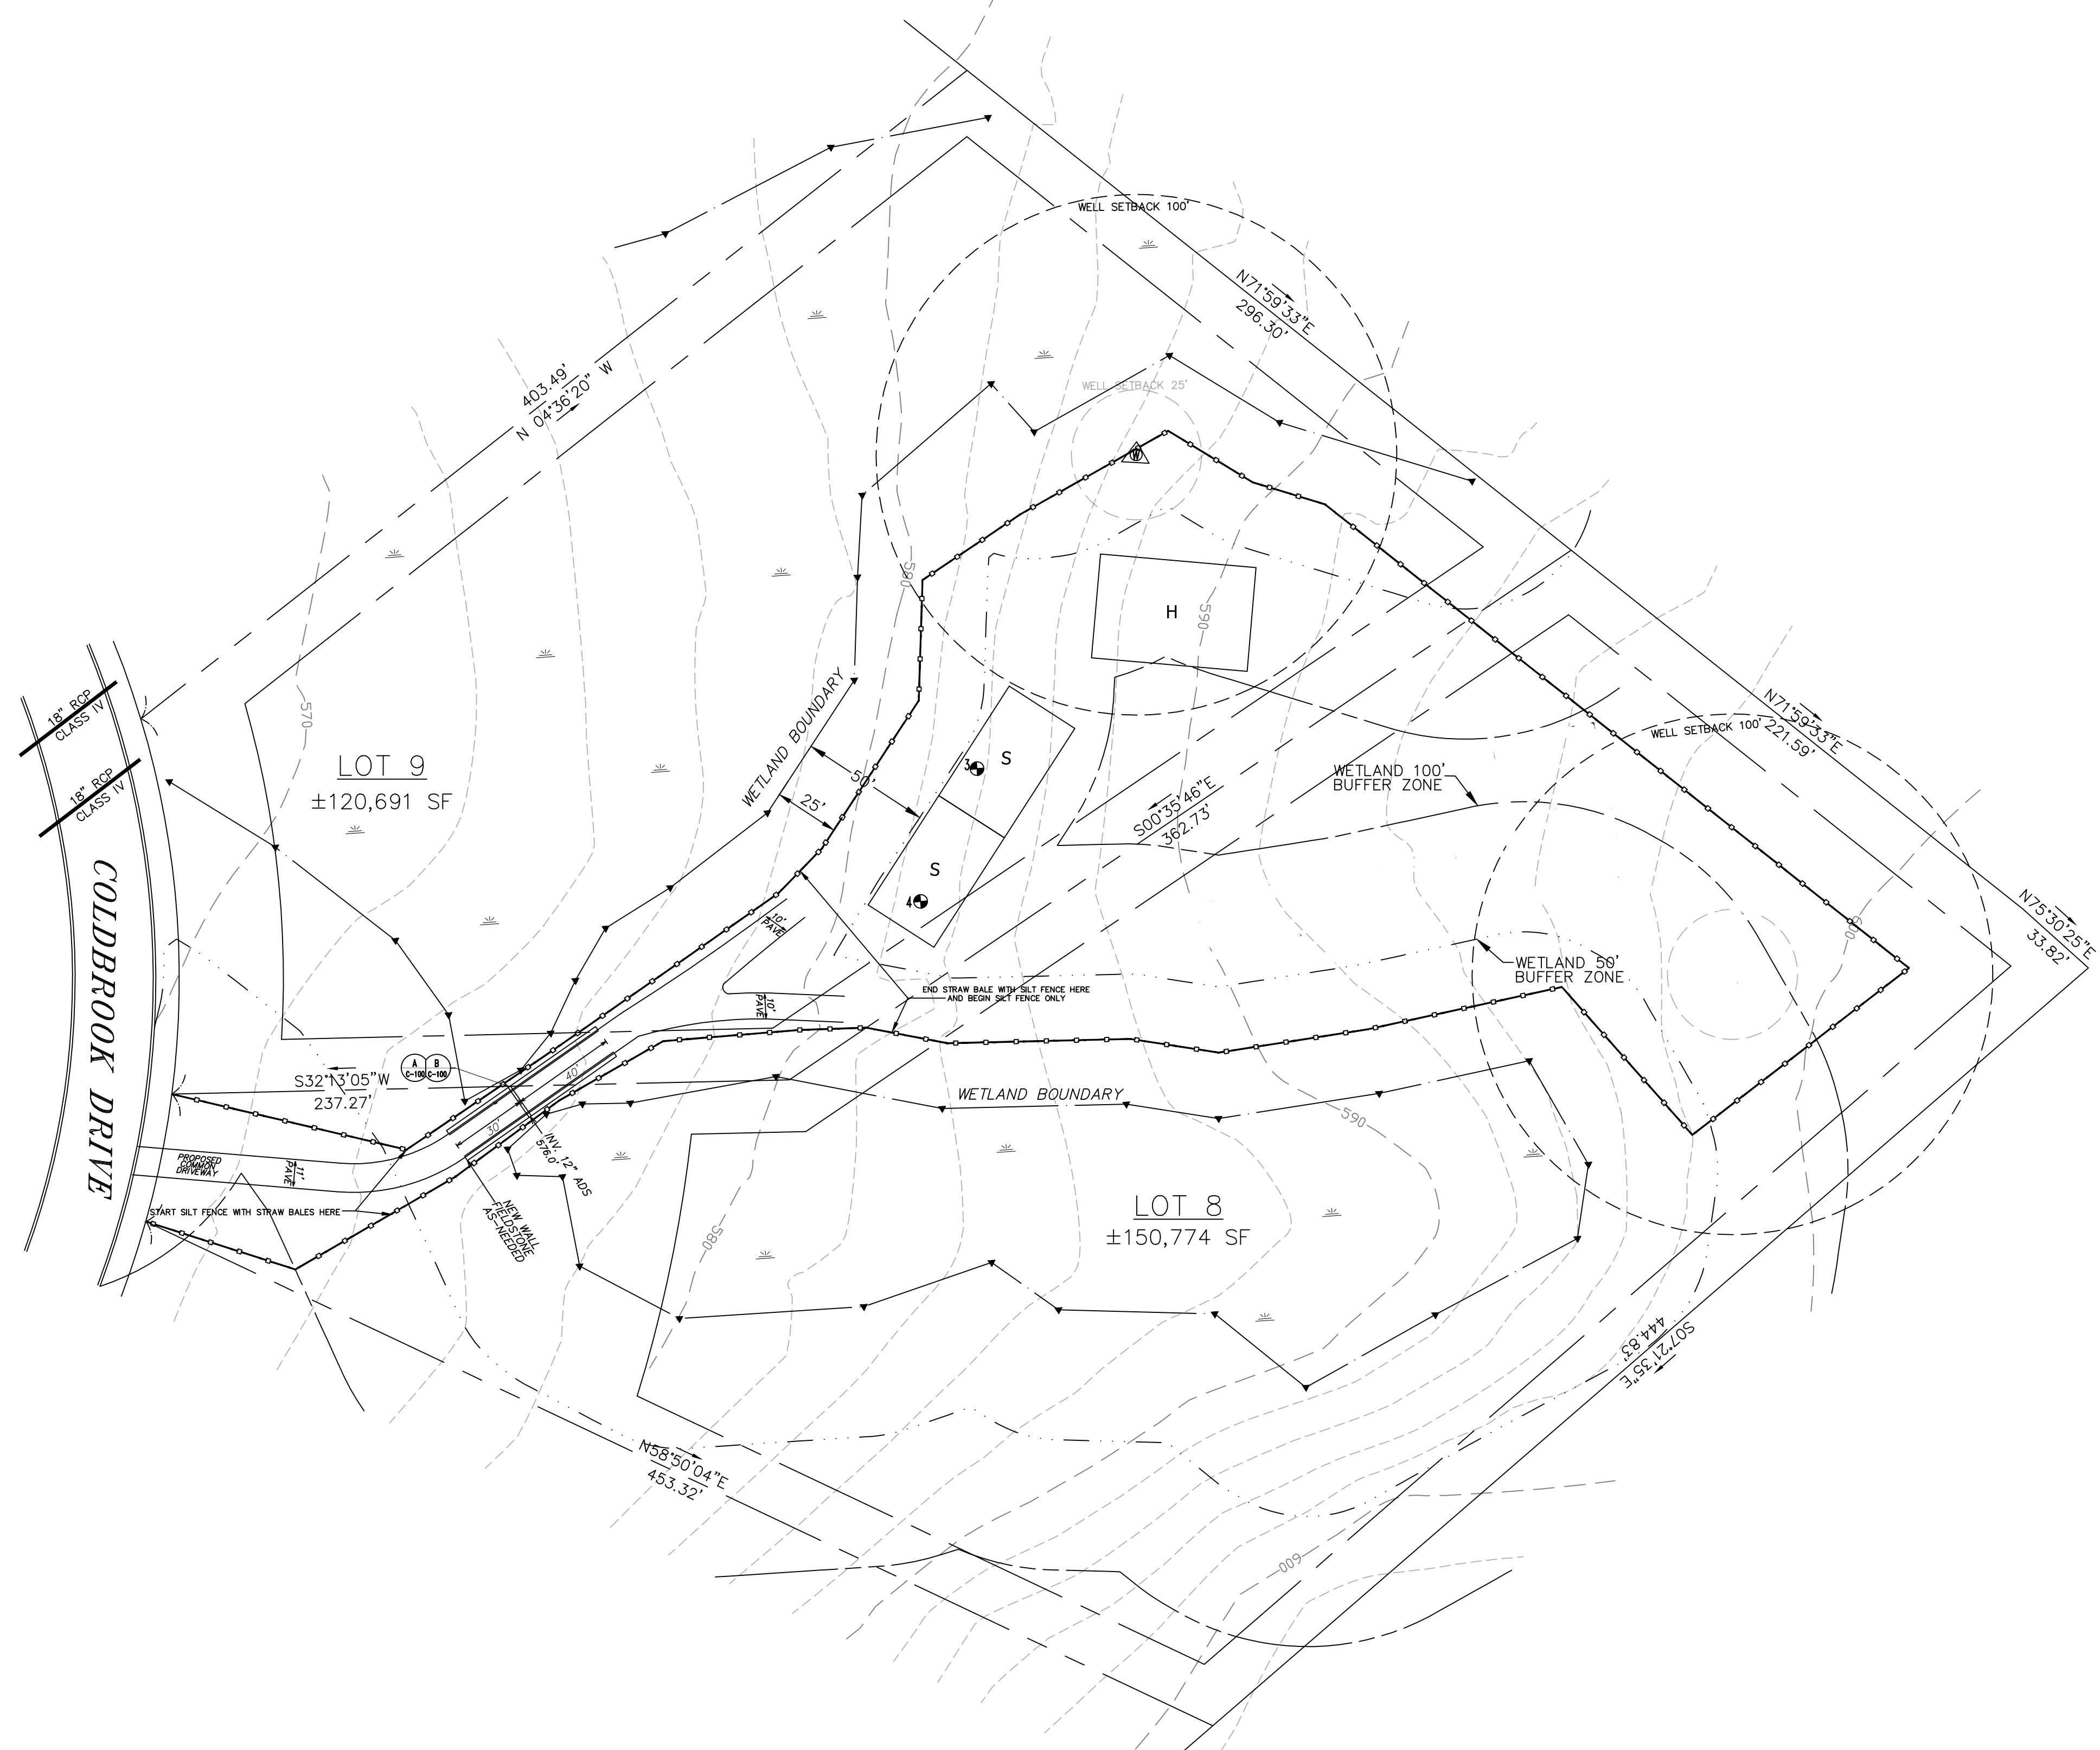 WELL SETBACK 100'
N71°59'33"E
296.30'
403.49'
N 04°36'20" W
WELL SETBACK 25'
W
580
H
590
18" RCP
CLASS IV
18" RCP
CLASS IV
570
LOT 9
±120,691 SF
WETLAND BOUNDARY
50'
25'
3
S
S
4
WETLAND 100'
BUFFER ZONE
S00°35'46"E
362.73'
N71°59'33"E
221.59'
WELL SETBACK 100'
N75°30'25"E
33.82'
600
WETLAND 50'
BUFFER ZONE
10'
PAVE
10'
PAVE
END STRAW BALE WITH SILT FENCE HERE
AND BEGIN SILT FENCE ONLY
COLDBROOK DRIVE
A
C-100
B
C-100
S32°13'05"W
237.27'
40'
30'
WETLAND BOUNDARY
590
INV. 12" ADS
576.0'
PROPOSED
COMMON
DRIVEWAY
11'
PAVE
START SILT FENCE WITH STRAW BALES HERE
NEW WALL
FIELDSTONE
AS-NEEDED
580
LOT 8
±150,774 SF
S07°21'35"E
444.83'
N58°50'04"E
453.32'
600